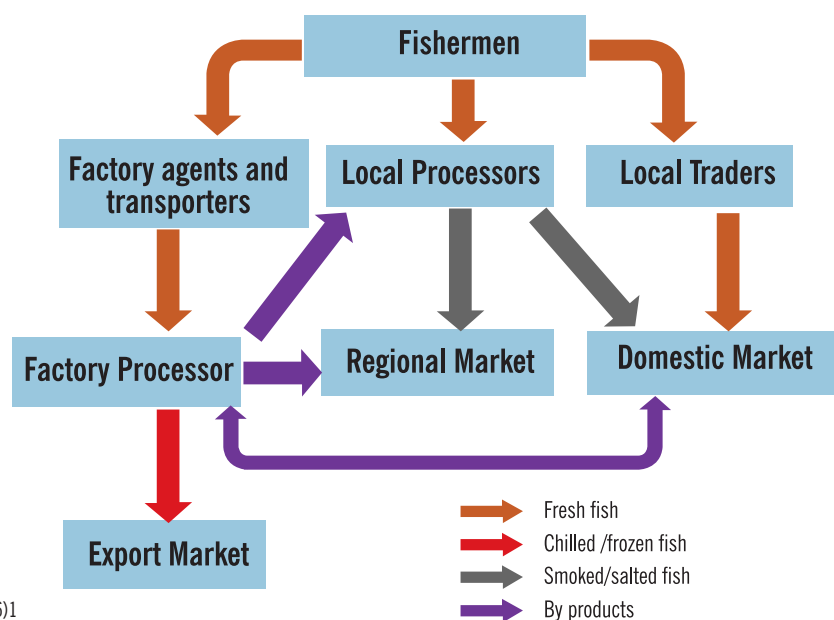 Fishermen
Factory agents and
transporters
Local Processors
Local Traders
Factory Processor
Regional Market
Domestic Market
Export Market
Fresh fish
Chilled /frozen fish
Smoked/salted fish
By products
)1